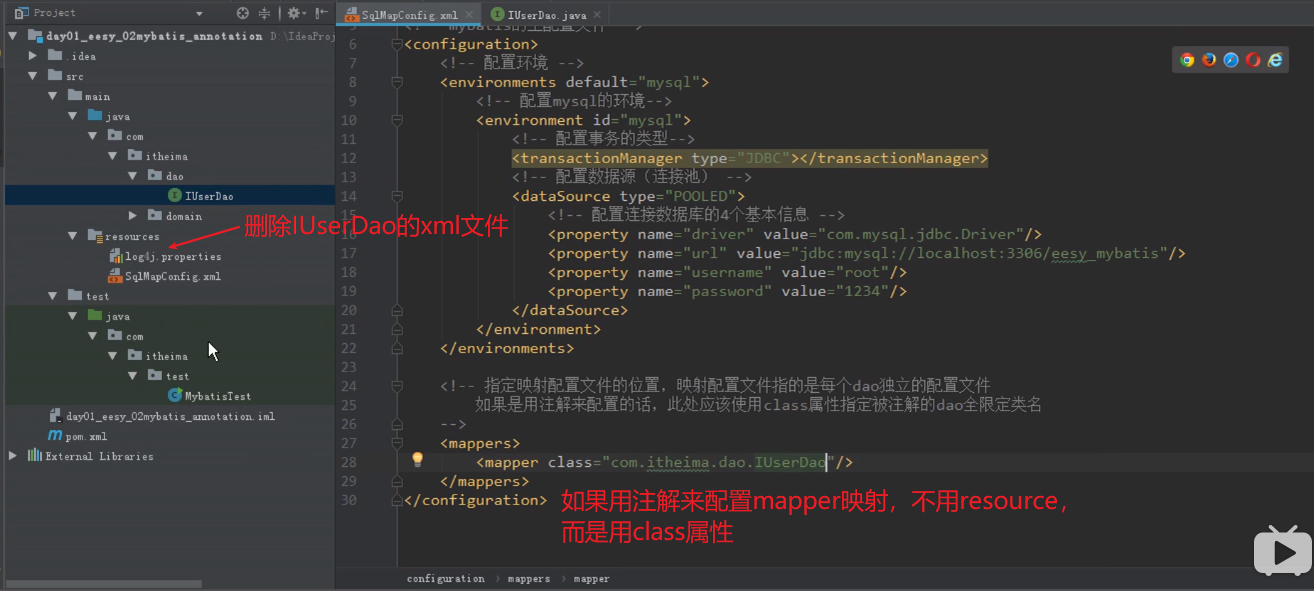 Project
SqlMapConfig.xml
IUserDao.java
day01_eesy_02mybatis_annotation D:\IdeaProj
.idea
src
main
java
com
itheima
dao
IUserDao
domain
resources
log4j.properties
SqlMapConfig.xml
test
java
com
itheima
test
MybatisTest
day01_eesy_02mybatis_annotation.iml
pom.xml
External Libraries
删除IUserDao的xml文件
6 <configuration>
7 <!-- 配置环境 -->
8 <environments default="mysql">
9 <!-- 配置mysql的环境-->
10 <environment id="mysql">
11 <!-- 配置事务的类型-->
12 <transactionManager type="JDBC"></transactionManager>
13 <!-- 配置数据源（连接池） -->
14 <dataSource type="POOLED">
15 <!-- 配置连接数据库的4个基本信息 -->
16 <property name="driver" value="com.mysql.jdbc.Driver"/>
17 <property name="url" value="jdbc:mysql://localhost:3306/eesy_mybatis"/>
18 <property name="username" value="root"/>
19 <property name="password" value="1234"/>
20 </dataSource>
21 </environment>
22 </environments>
23
24 <!-- 指定映射配置文件的位置，映射配置文件指的是每个dao独立的配置文件
25 如果是用注解来配置的话，此处应该使用class属性指定被注解的dao全限定类名
26 -->
27 <mappers>
28 <mapper class="com.itheima.dao.IUserDao"/>
29 </mappers>
30 </configuration>
如果用注解来配置mapper映射，不用resource，
而是用class属性
configuration › mappers › mapper